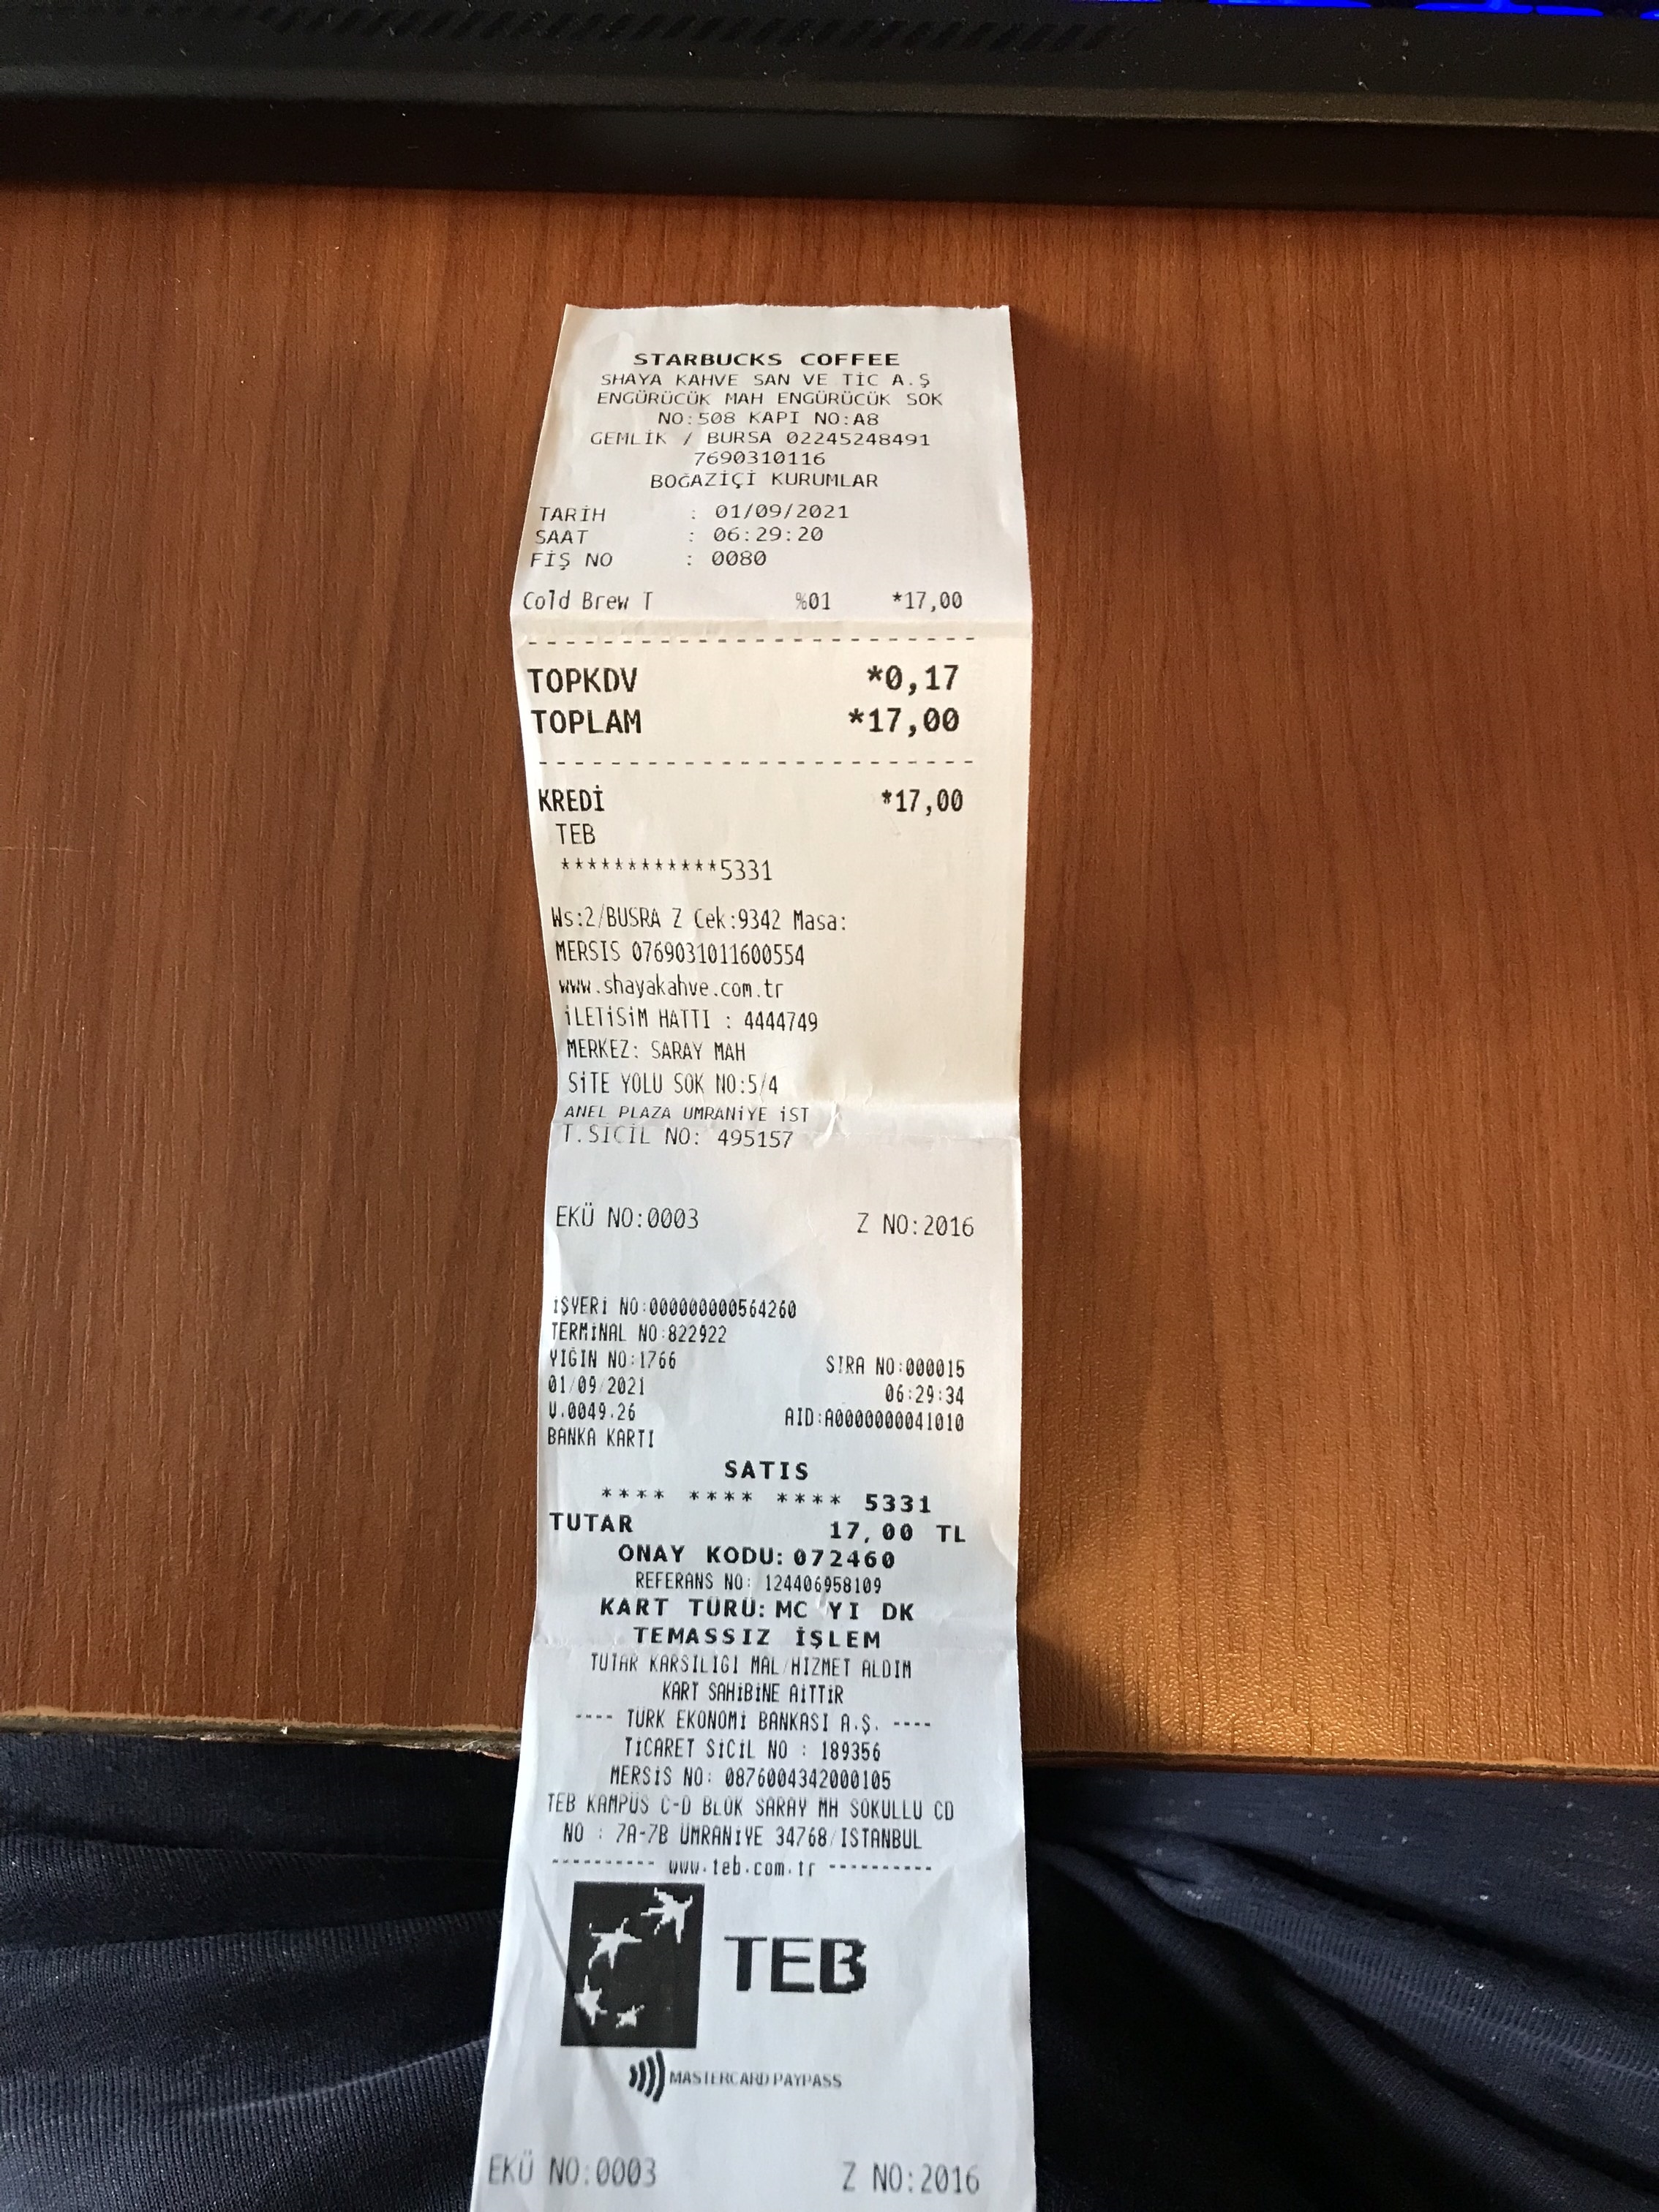 STARBUCKS COFFEE
SHAYA KAHVE SAN VE TİC A.Ş
ENGÜRÜCÜK MAH ENGÜRÜCÜK SOK
NO:508 KAPI NO:A8
GEMLİK / BURSA 02245248491
7690310116
BOĞAZİÇİ KURUMLAR
TARİH : 01/09/2021
SAAT : 06:29:20
FİŞ NO : 0080
Cold Brew T %01 *17,00
TOPKDV *0,17
TOPLAM *17,00
KREDİ *17,00
TEB
************5331
Ws:2/BUSRA Z Cek:9342 Masa:
MERSIS 0769031011600554
www.shayakahve.com.tr
iLETiSiM HATTI : 4444749
MERKEZ: SARAY MAH
SiTE YOLU SOK NO:5/4
ANEL PLAZA UMRANiYE iST
T.SİCİL NO: 495157
EKÜ NO:0003 Z NO:2016
İŞYERİ NO:000000000564260
TERMİNAL NO:822922
YIĞIN NO:1766 SIRA NO:000015
01/09/2021 06:29:34
V.0049.26 AID:A0000000041010
BANKA KARTI
SATIS
**** **** **** 5331
TUTAR 17,00 TL
ONAY KODU:072460
REFERANS NO: 124406958109
KART TÜRÜ:MC YI DK
TEMASSIZ İŞLEM
TUTAR KARSILIGI MAL/HIZMET ALDIM
KART SAHİBİNE AİTTİR
---- TÜRK EKONOMİ BANKASI A.Ş. ----
TİCARET SİCİL NO : 189356
MERSİS NO: 0876004342000105
TEB KAMPÜS C-D BLOK SARAY MH SOKULLU CD
NO : 7A-7B ÜMRANİYE 34768/ISTANBUL
---------- www.teb.com.tr ----------
TEB
MASTERCARD PAYPASS
EKÜ NO:0003 Z NO:2016